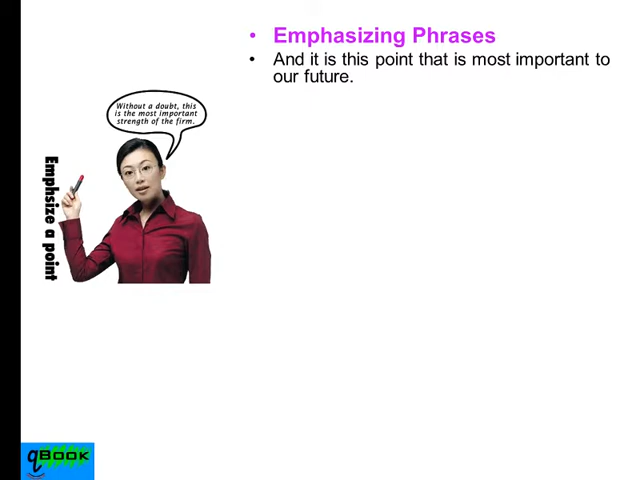 • Emphasizing Phrases
• And it is this point that is most important to
our future.
Without a doubt, this
is the most important
strength of the firm.
Emphsize a point
qBOOK